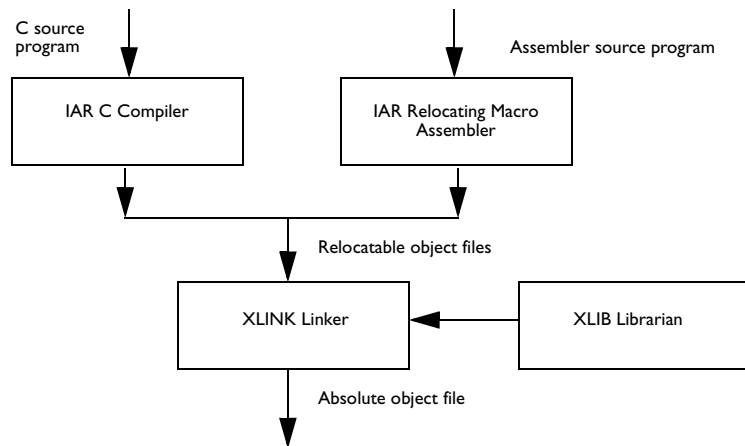 C source
program
Assembler source program
IAR C Compiler
IAR Relocating Macro
Assembler
Relocatable object files
XLINK Linker
XLIB Librarian
Absolute object file